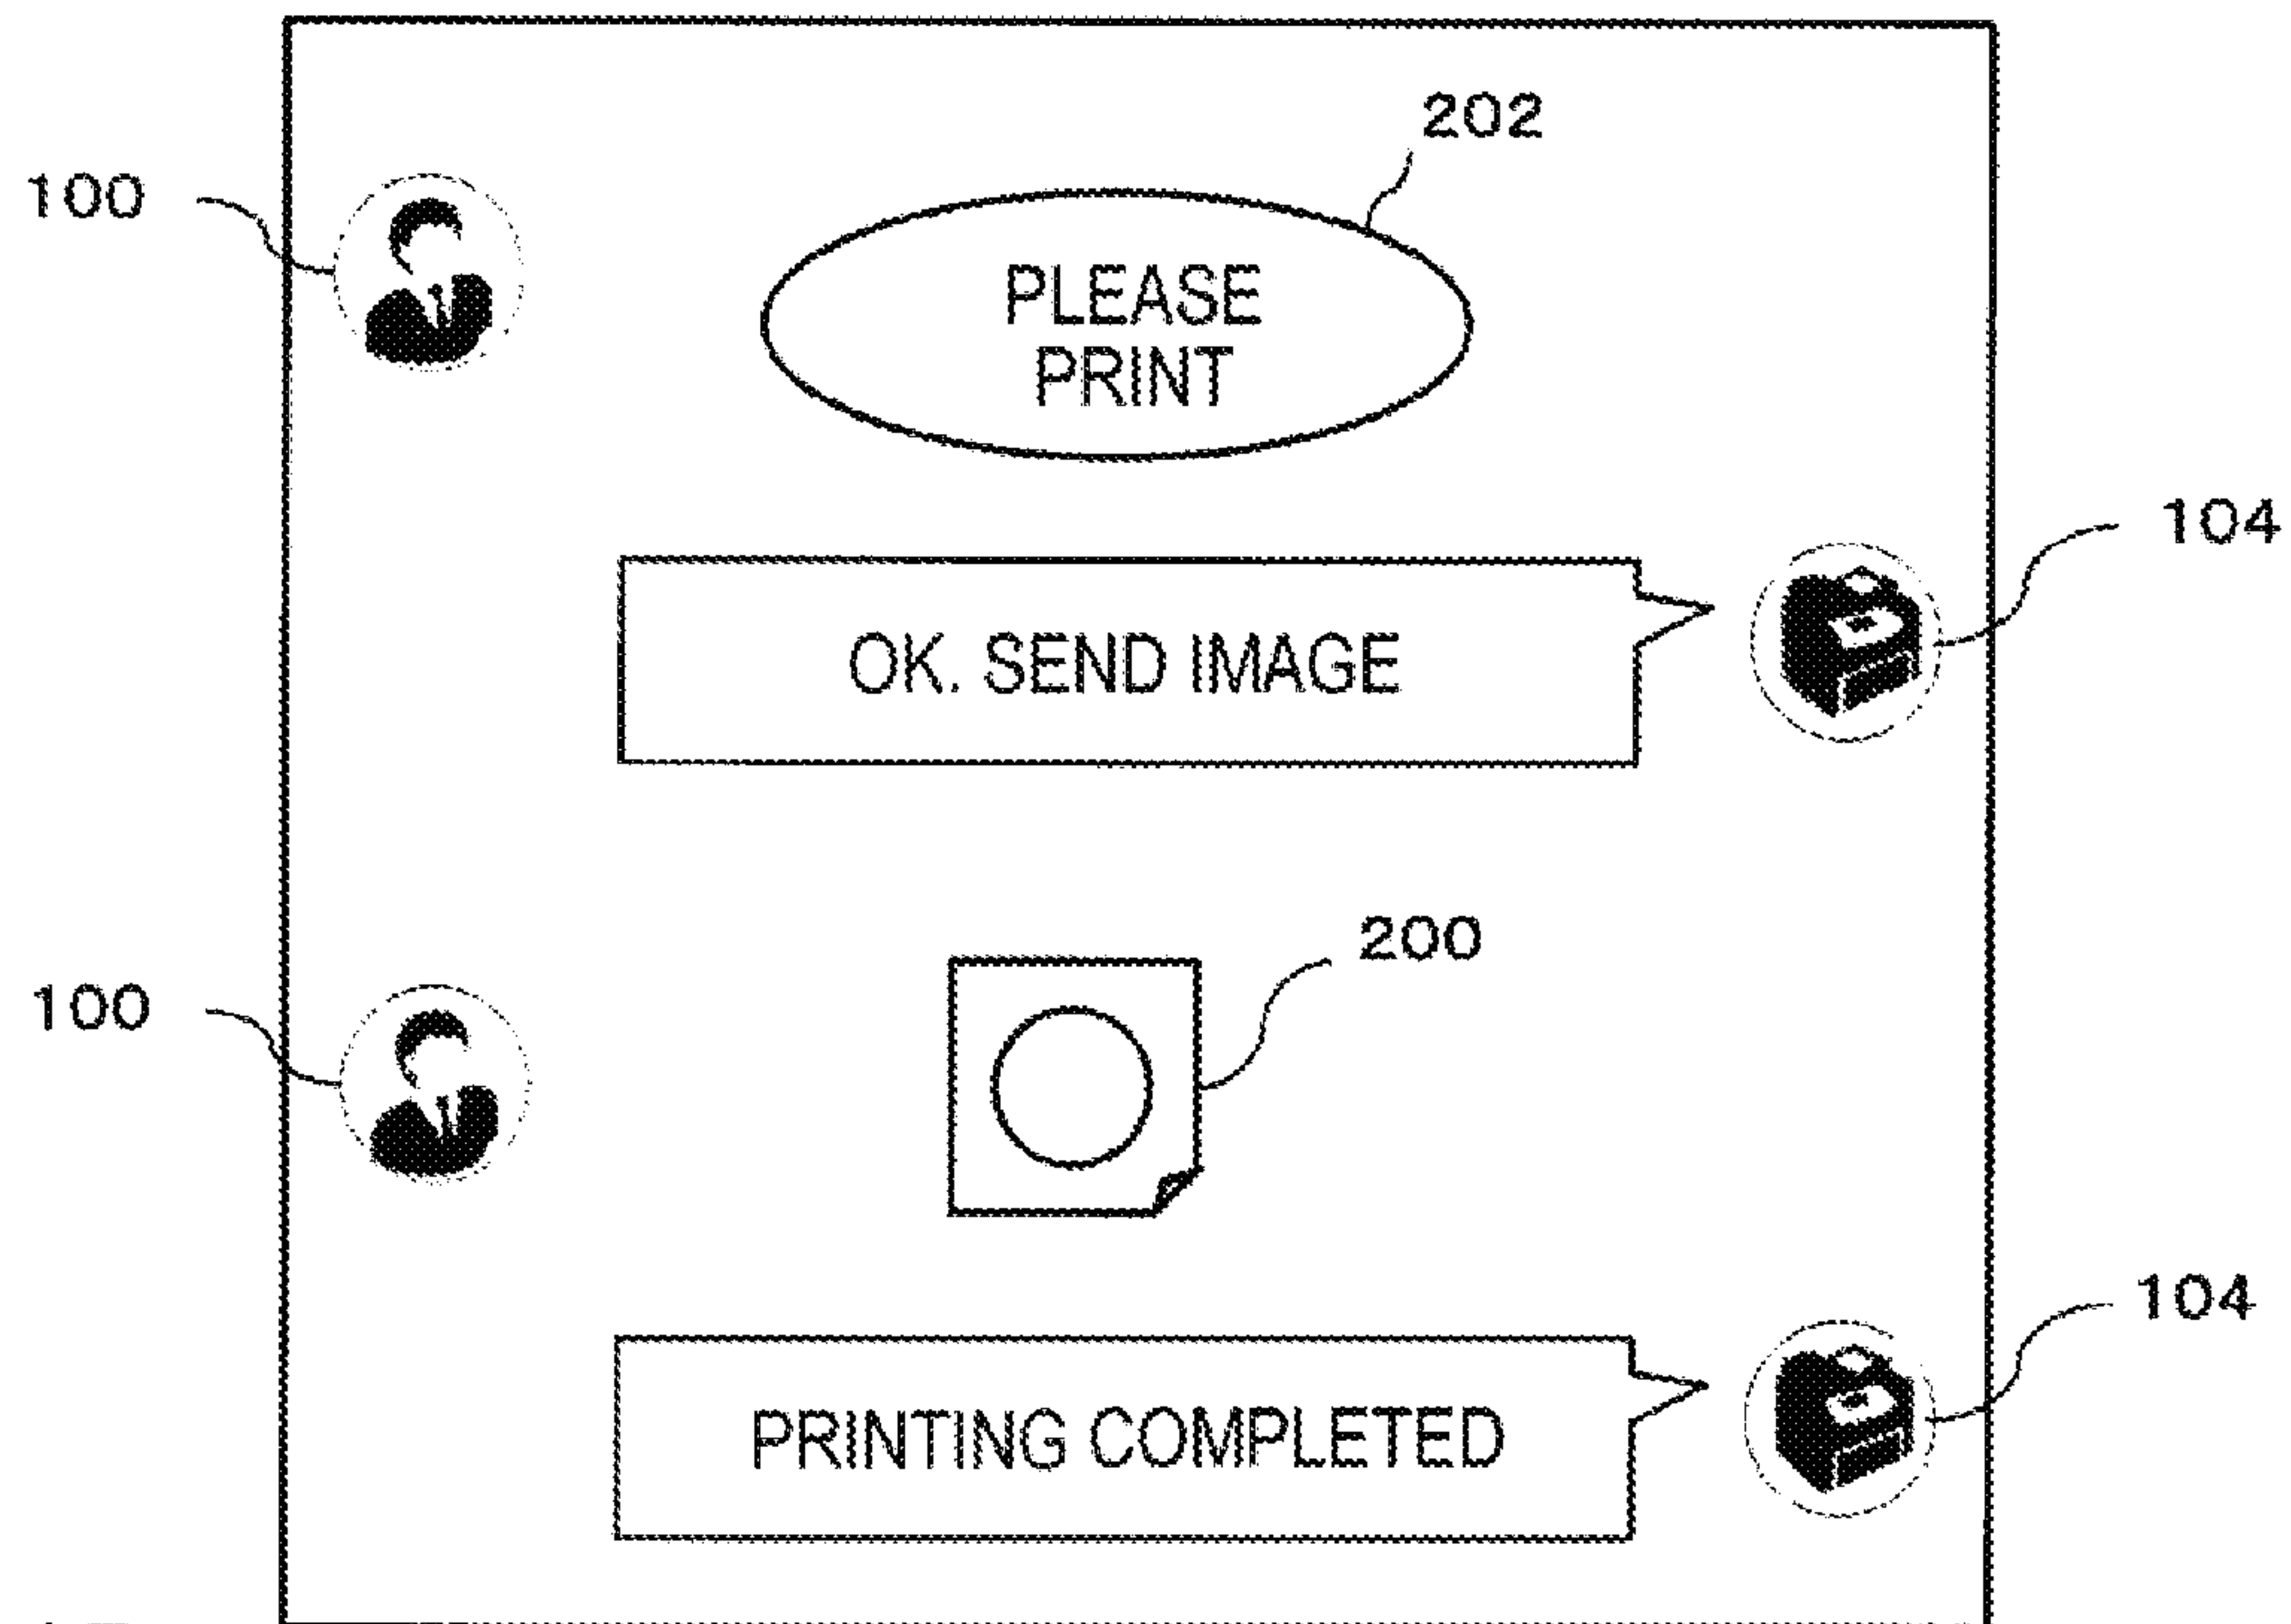 202
100
PLEASE
PRINT
104
OK. SEND IMAGE
200
100
104
PRINTING COMPLETED